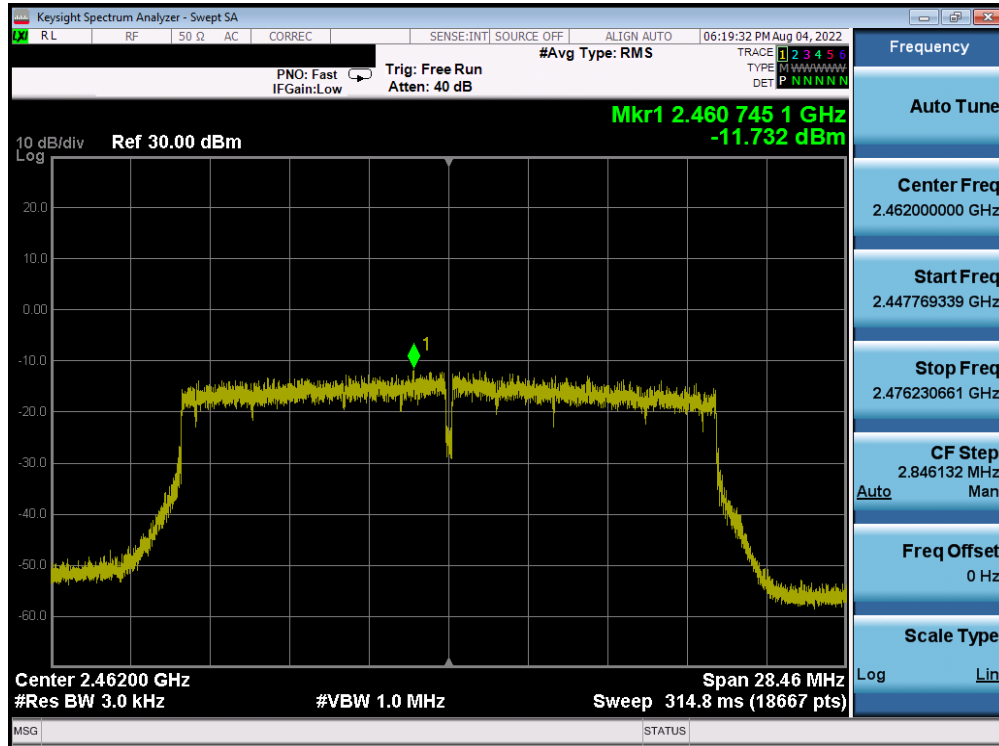 Keysight Spectrum Analyzer - Swept SA
LXI RL RF 50 Ω AC CORREC SENSE:INT SOURCE OFF ALIGN AUTO 06:19:32 PM Aug 04, 2022
#Avg Type: RMS
TRACE 1 2 3 4 5 6
TYPE M WWWWW
DET P N N N N N
PNO: Fast
IFGain:Low
Trig: Free Run
Atten: 40 dB
Mkr1 2.460 745 1 GHz
-11.732 dBm
10 dB/div Ref 30.00 dBm
Log
20.0
10.0
0.00
-10.0
-20.0
-30.0
-40.0
-50.0
-60.0
1
Center 2.46200 GHz
Span 28.46 MHz
#Res BW 3.0 kHz
#VBW 1.0 MHz
Sweep 314.8 ms (18667 pts)
MSG
STATUS
Frequency
Auto Tune
Center Freq
2.462000000 GHz
Start Freq
2.447769339 GHz
Stop Freq
2.476230661 GHz
CF Step
2.846132 MHz
Auto Man
Freq Offset
0 Hz
Scale Type
Log Lin